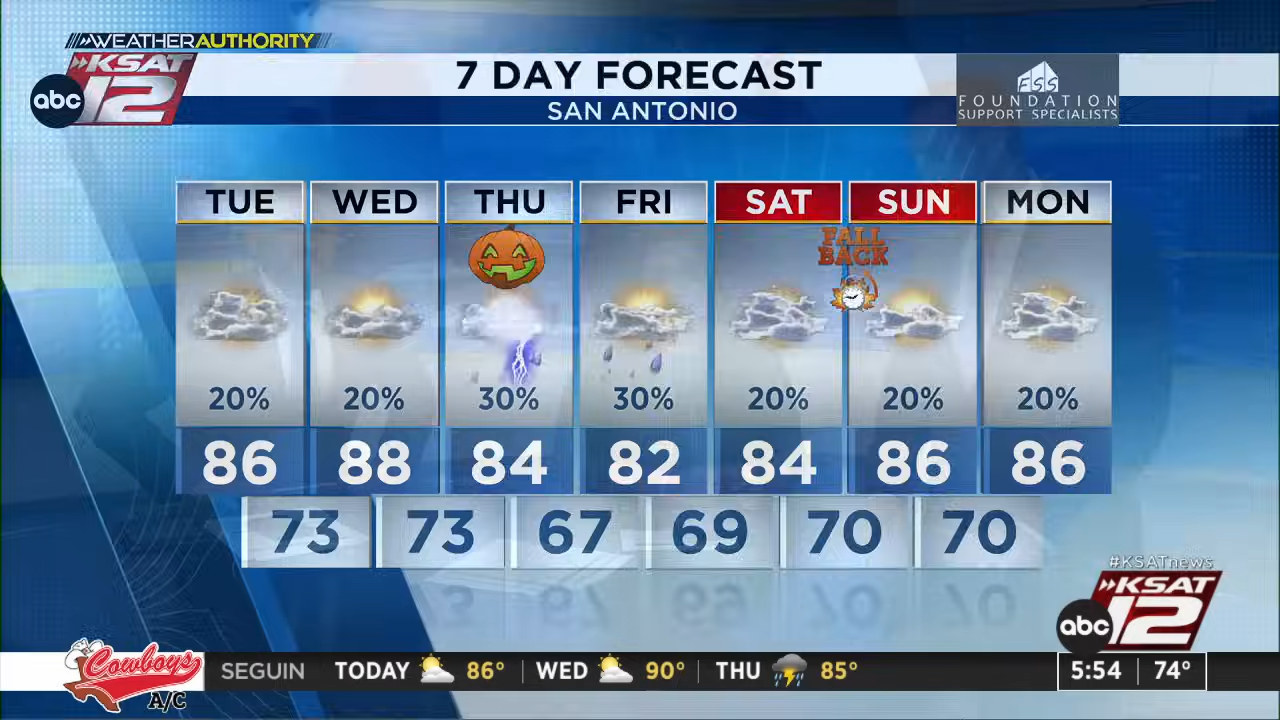 WEATHERAUTHORITY
KSAT
abc 12
7 DAY FORECAST
SAN ANTONIO
FSS
FOUNDATION
SUPPORT SPECIALISTS
TUE WED THU FRI SAT SUN MON
FALL
BACK
20% 20% 30% 30% 20% 20% 20%
86 88 84 82 84 86 86
73 73 67 69 70 70
#KSATnews
KSAT
abc 12
Cowboys
A/C
SEGUIN TODAY 86° WED 90° THU 85°
5:54 74°